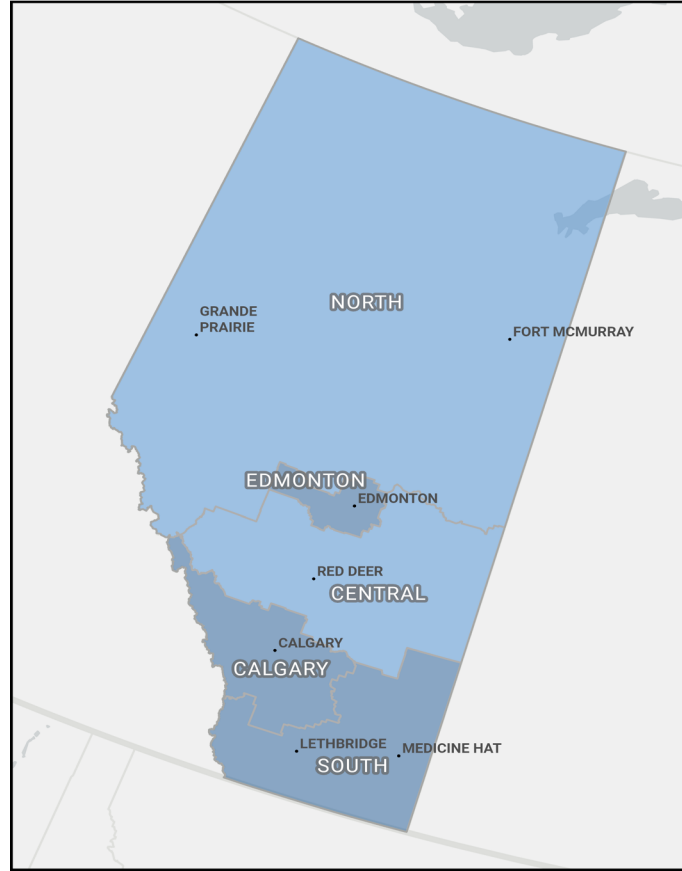 NORTH
GRANDE
PRAIRIE
FORT MCMURRAY
EDMONTON
EDMONTON
RED DEER
CENTRAL
CALGARY
CALGARY
LETHBRIDGE
MEDICINE HAT
SOUTH